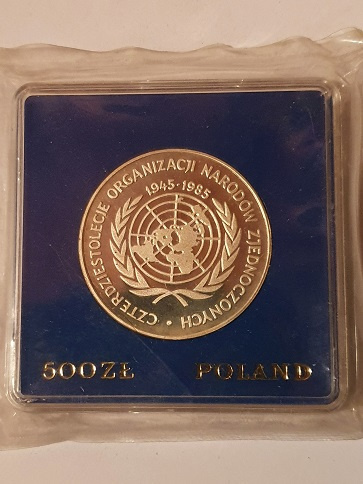 CZTERDZIESTOLECIE ORGANIZACJI NARODÓW ZJEDNOCZONYCH •
1945-1985
500 ZŁ POLAND